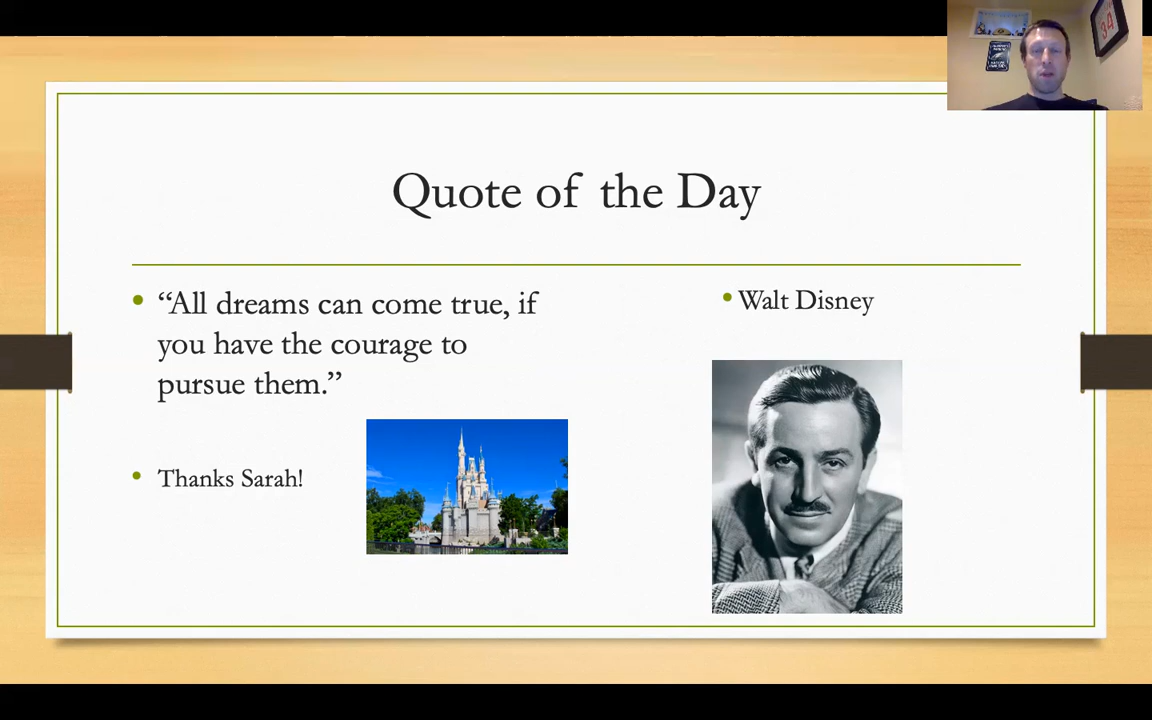 Quote of the Day
“All dreams can come true, if
you have the courage to
pursue them.”
Thanks Sarah!
Walt Disney
34